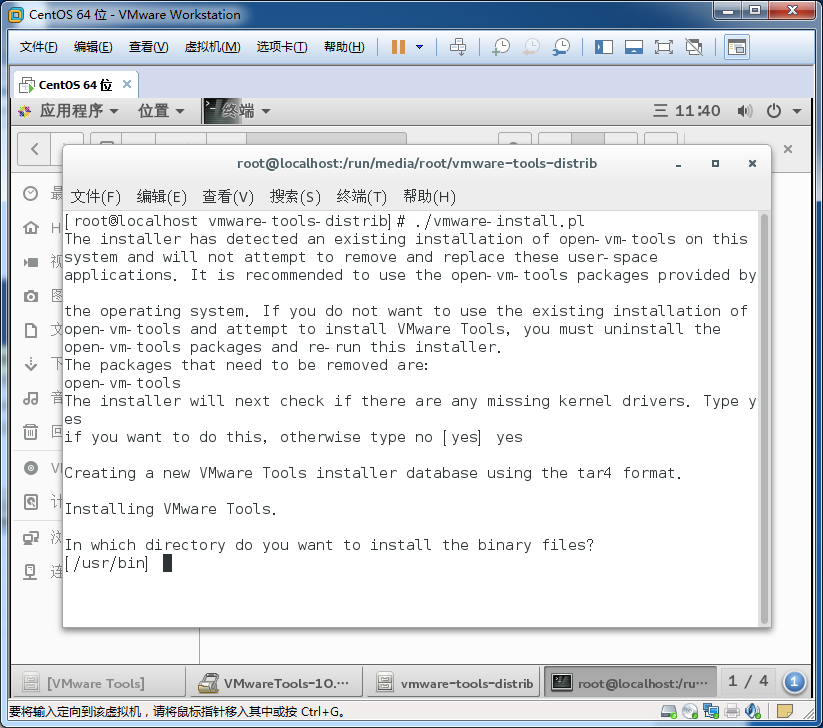 CentOS 64 位 - VMware Workstation
文件(F) 编辑(E) 查看(V) 虚拟机(M) 选项卡(T) 帮助(H)
CentOS 64 位
应用程序 位置 终端 三 11:40
root@localhost:/run/media/root/vmware-tools-distrib
文件(F) 编辑(E) 查看(V) 搜索(S) 终端(T) 帮助(H)
[root@localhost vmware-tools-distrib]# ./vmware-install.pl
The installer has detected an existing installation of open-vm-tools on this
system and will not attempt to remove and replace these user-space
applications. It is recommended to use the open-vm-tools packages provided by
the operating system. If you do not want to use the existing installation of
open-vm-tools and attempt to install VMware Tools, you must uninstall the
open-vm-tools packages and re-run this installer.
The packages that need to be removed are:
open-vm-tools
The installer will next check if there are any missing kernel drivers. Type y
es
if you want to do this, otherwise type no [yes] yes
Creating a new VMware Tools installer database using the tar4 format.
Installing VMware Tools.
In which directory do you want to install the binary files?
[/usr/bin]
[VMware Tools] VMwareTools-10.··· vmware-tools-distrib root@localhost:/ru··· 1 / 4 1
要将输入定向到该虚拟机，请将鼠标指针移入其中或按 Ctrl+G。